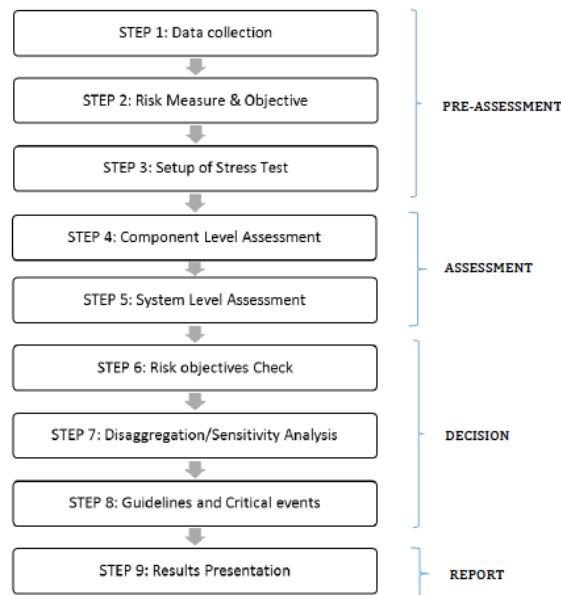 STEP 1: Data collection
STEP 2: Risk Measure & Objective
PRE-ASSESSMENT
STEP 3: Setup of Stress Test
STEP 4: Component Level Assessment
ASSESSMENT
STEP 5: System Level Assessment
STEP 6: Risk objectives Check
STEP 7: Disaggregation/Sensitivity Analysis
DECISION
STEP 8: Guidelines and Critical events
STEP 9: Results Presentation
REPORT